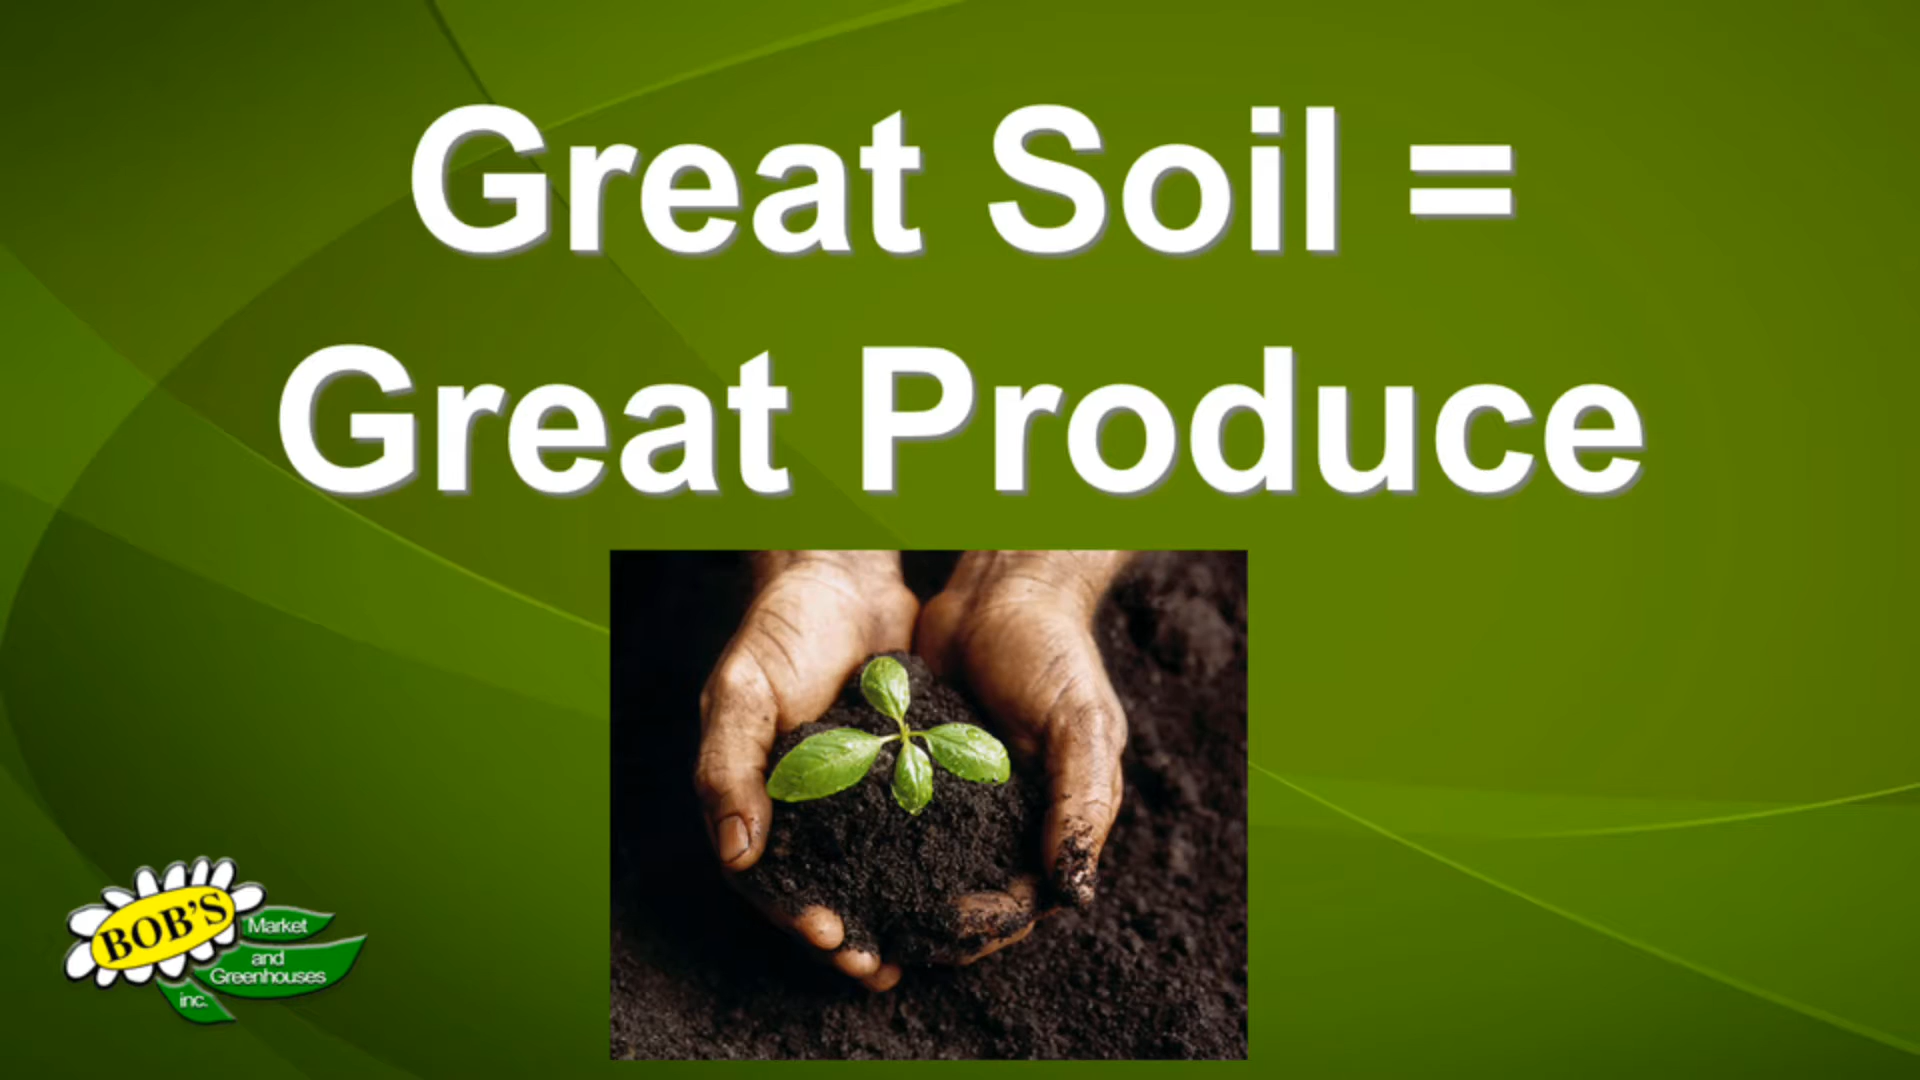 Great Soil =
Great Produce
BOB'S
Market
and
Greenhouses
inc.